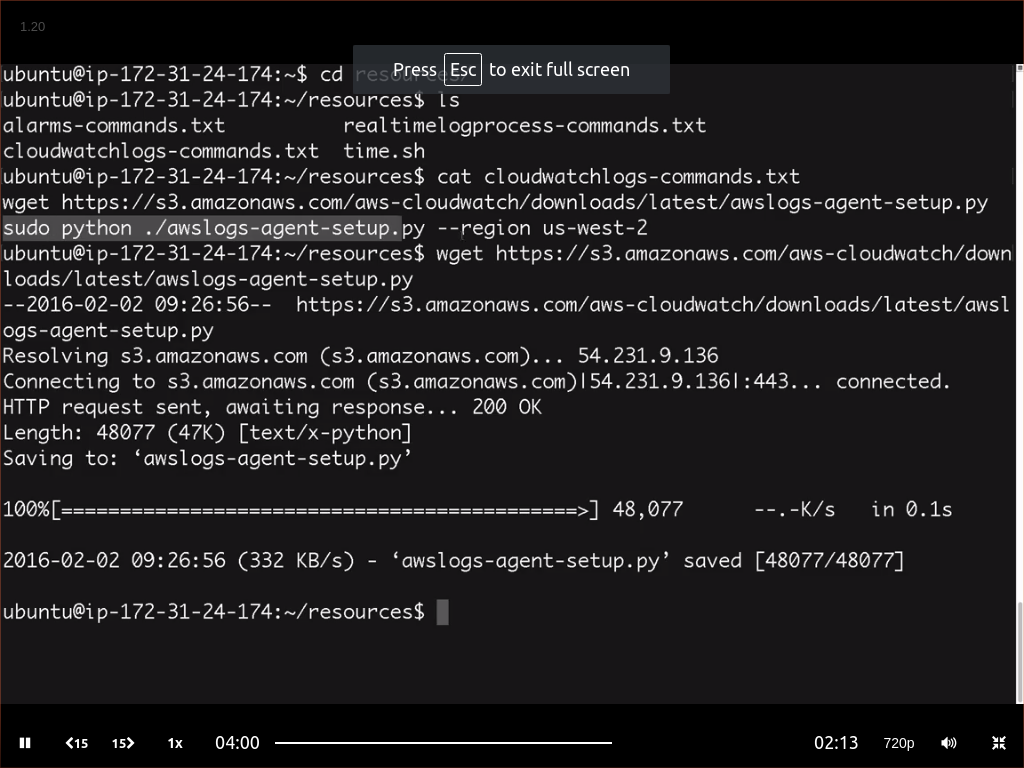 1.20
Press Esc to exit full screen
ubuntu@ip-172-31-24-174:~$ cd resources/
ubuntu@ip-172-31-24-174:~/resources$ ls
alarms-commands.txt          realtimelogprocess-commands.txt
cloudwatchlogs-commands.txt  time.sh
ubuntu@ip-172-31-24-174:~/resources$ cat cloudwatchlogs-commands.txt
wget https://s3.amazonaws.com/aws-cloudwatch/downloads/latest/awslogs-agent-setup.py
sudo python ./awslogs-agent-setup.py --region us-west-2
ubuntu@ip-172-31-24-174:~/resources$ wget https://s3.amazonaws.com/aws-cloudwatch/down
loads/latest/awslogs-agent-setup.py
--2016-02-02 09:26:56--  https://s3.amazonaws.com/aws-cloudwatch/downloads/latest/awsl
ogs-agent-setup.py
Resolving s3.amazonaws.com (s3.amazonaws.com)... 54.231.9.136
Connecting to s3.amazonaws.com (s3.amazonaws.com)|54.231.9.136|:443... connected.
HTTP request sent, awaiting response... 200 OK
Length: 48077 (47K) [text/x-python]
Saving to: ‘awslogs-agent-setup.py’
100%[============================================>] 48,077      --.-K/s   in 0.1s
2016-02-02 09:26:56 (332 KB/s) - ‘awslogs-agent-setup.py’ saved [48077/48077]
ubuntu@ip-172-31-24-174:~/resources$
15 15 1x 04:00 02:13 720p